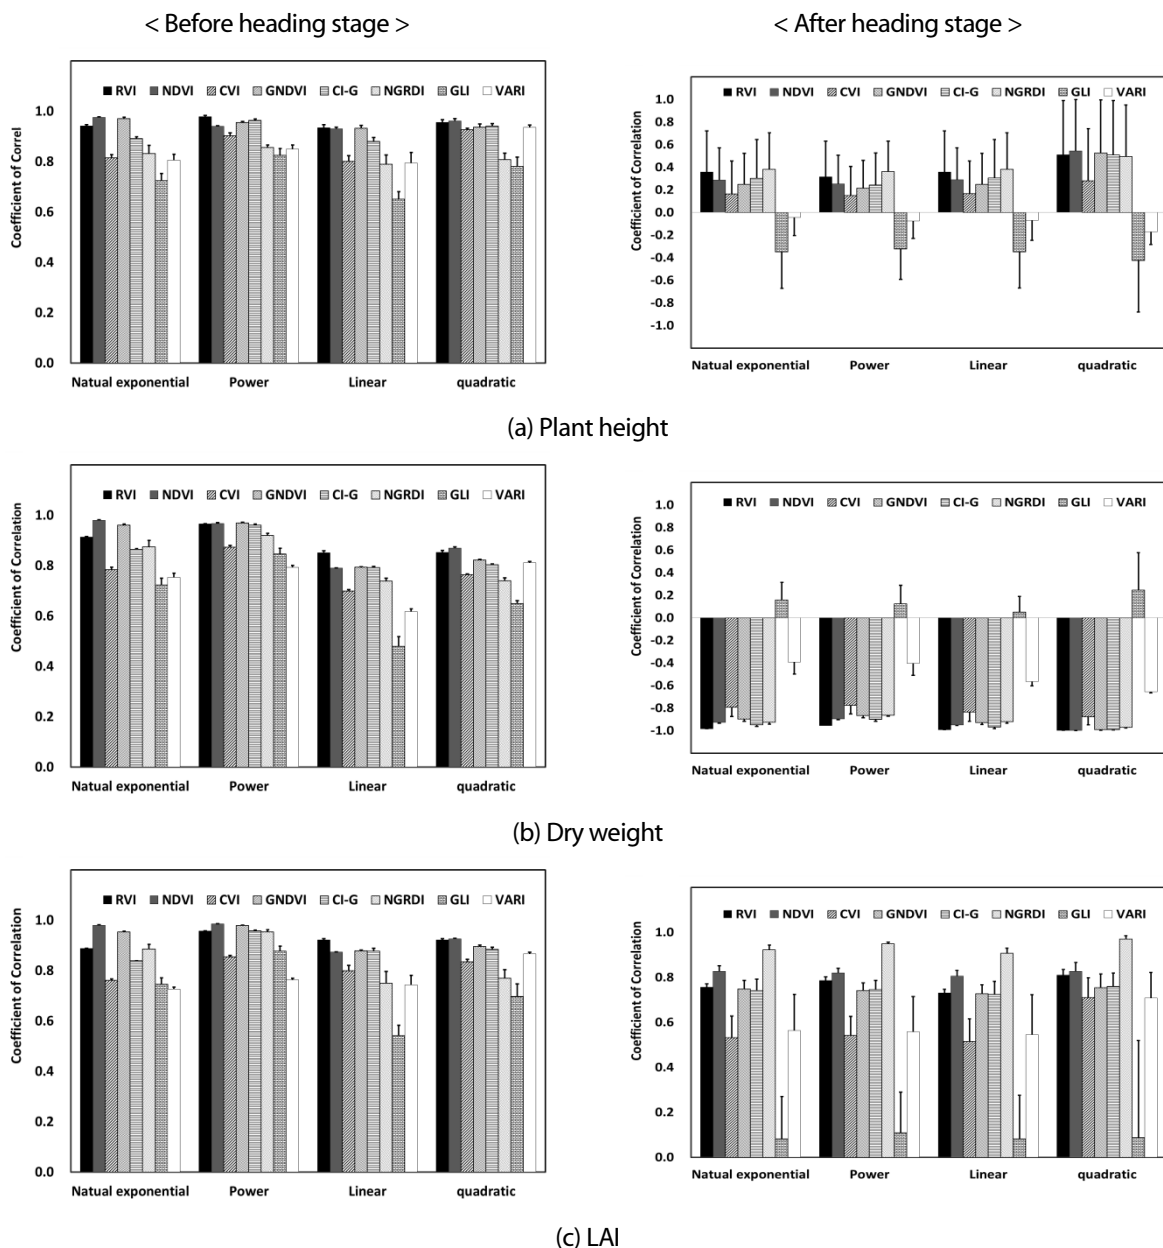 < Before heading stage >
< After heading stage >
RVI NDVI CVI GNDVI CI-G NGRDI GLI VARI
Coefficient of Correl
1.0
0.8
0.6
0.4
0.2
0.0
Natual exponential Power Linear quadratic
RVI NDVI CVI GNDVI CI-G NGRDI GLI VARI
Coefficient of Correlation
1.0
0.8
0.6
0.4
0.2
0.0
-0.2
-0.4
-0.6
-0.8
-1.0
Natual exponential Power Linear quadratic
(a) Plant height
RVI NDVI CVI GNDVI CI-G NGRDI GLI VARI
Coefficient of Correlation
1.0
0.8
0.6
0.4
0.2
0.0
Natual exponential Power Linear quadratic
RVI NDVI CVI GNDVI CI-G NGRDI GLI VARI
Coefficient of Correlation
1.0
0.8
0.6
0.4
0.2
0.0
-0.2
-0.4
-0.6
-0.8
-1.0
Natual exponential Power Linear quadratic
(b) Dry weight
RVI NDVI CVI GNDVI CI-G NGRDI GLI VARI
Coefficient of Correlation
1.0
0.8
0.6
0.4
0.2
0.0
Natual exponential Power Linear quadratic
RVI NDVI CVI GNDVI CI-G NGRDI GLI VARI
Coefficient of Correlation
1.0
0.8
0.6
0.4
0.2
0.0
Natual exponential Power Linear quadratic
(c) LAI